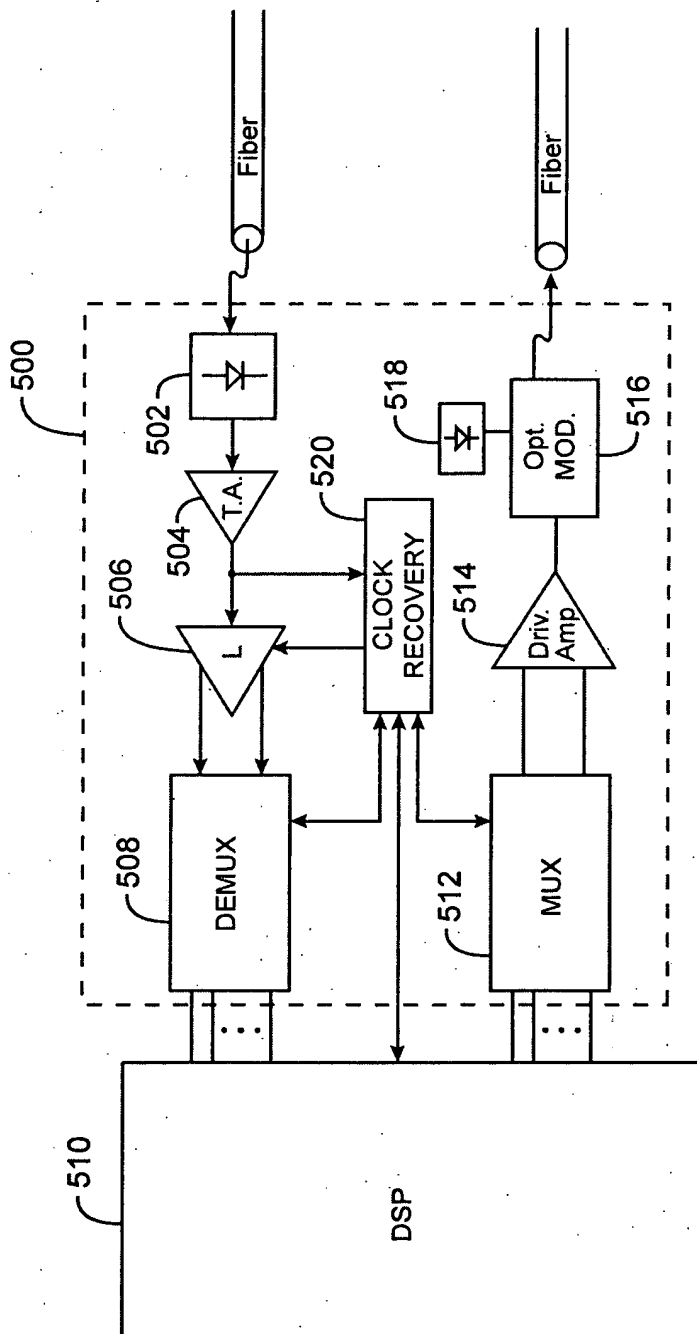 500
Fiber
502
T.A.
504
506
L
520
CLOCK
RECOVERY
508
DEMUX
510
DSP
518
Opt.
MOD.
516
514
Driv.
Amp
512
MUX
Fiber